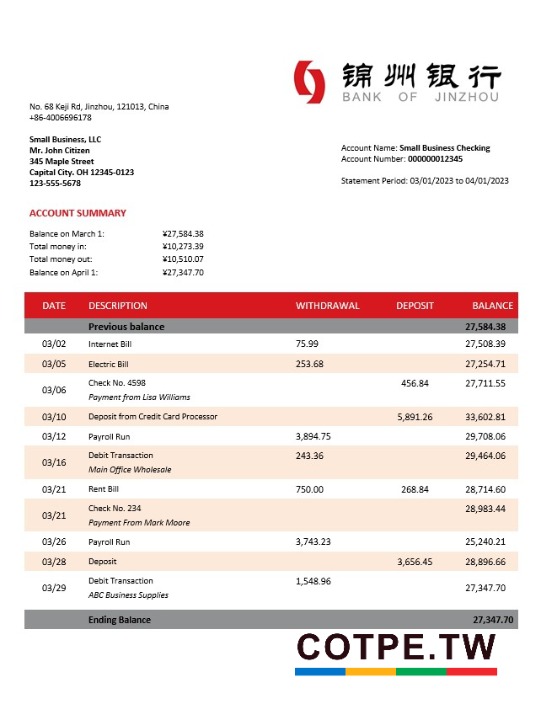 锦州银行
BANK OF JINZHOU
No. 68 Keji Rd, Jinzhou, 121013, China
+86-4006696178
Small Business, LLC
Mr. John Citizen
345 Maple Street
Capital City. OH 12345-0123
123-555-5678
Account Name: Small Business Checking
Account Number: 000000012345
Statement Period: 03/01/2023 to 04/01/2023
ACCOUNT SUMMARY
Balance on March 1: ¥27,584.38
Total money in: ¥10,273.39
Total money out: ¥10,510.07
Balance on April 1: ¥27,347.70
DATE DESCRIPTION WITHDRAWAL DEPOSIT BALANCE
Previous balance 27,584.38
03/02 Internet Bill 75.99 27,508.39
03/05 Electric Bill 253.68 27,254.71
03/06 Check No. 4598 456.84 27,711.55
Payment from Lisa Williams
03/10 Deposit from Credit Card Processor 5,891.26 33,602.81
03/12 Payroll Run 3,894.75 29,708.06
03/16 Debit Transaction 243.36 29,464.06
Main Office Wholesale
03/21 Rent Bill 750.00 268.84 28,714.60
03/21 Check No. 234 28,983.44
Payment From Mark Moore
03/26 Payroll Run 3,743.23 25,240.21
03/28 Deposit 3,656.45 28,896.66
03/29 Debit Transaction 1,548.96 27,347.70
ABC Business Supplies
Ending Balance 27,347.70
COTPE.TW